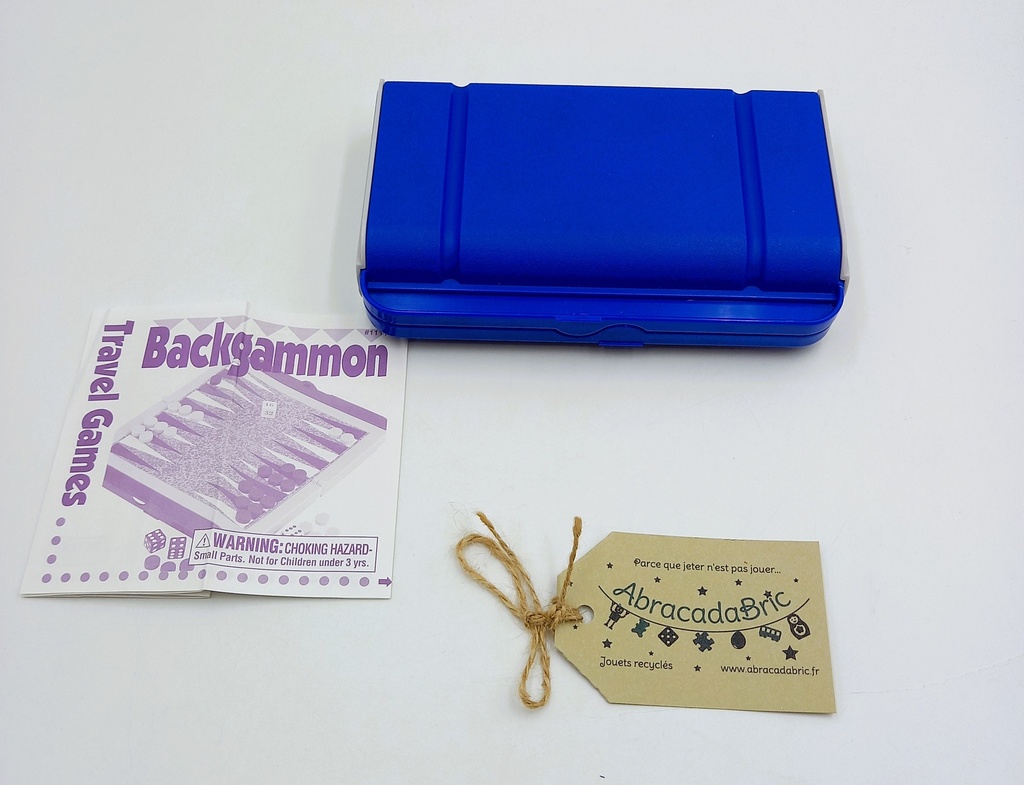 Backgammon
Travel Games
WARNING: CHOKING HAZARD-
Small Parts. Not for Children under 3 yrs.
Parce que jeter n'est pas jouer...
AbracadaBric
Jouets recyclés
www.abracadabric.fr